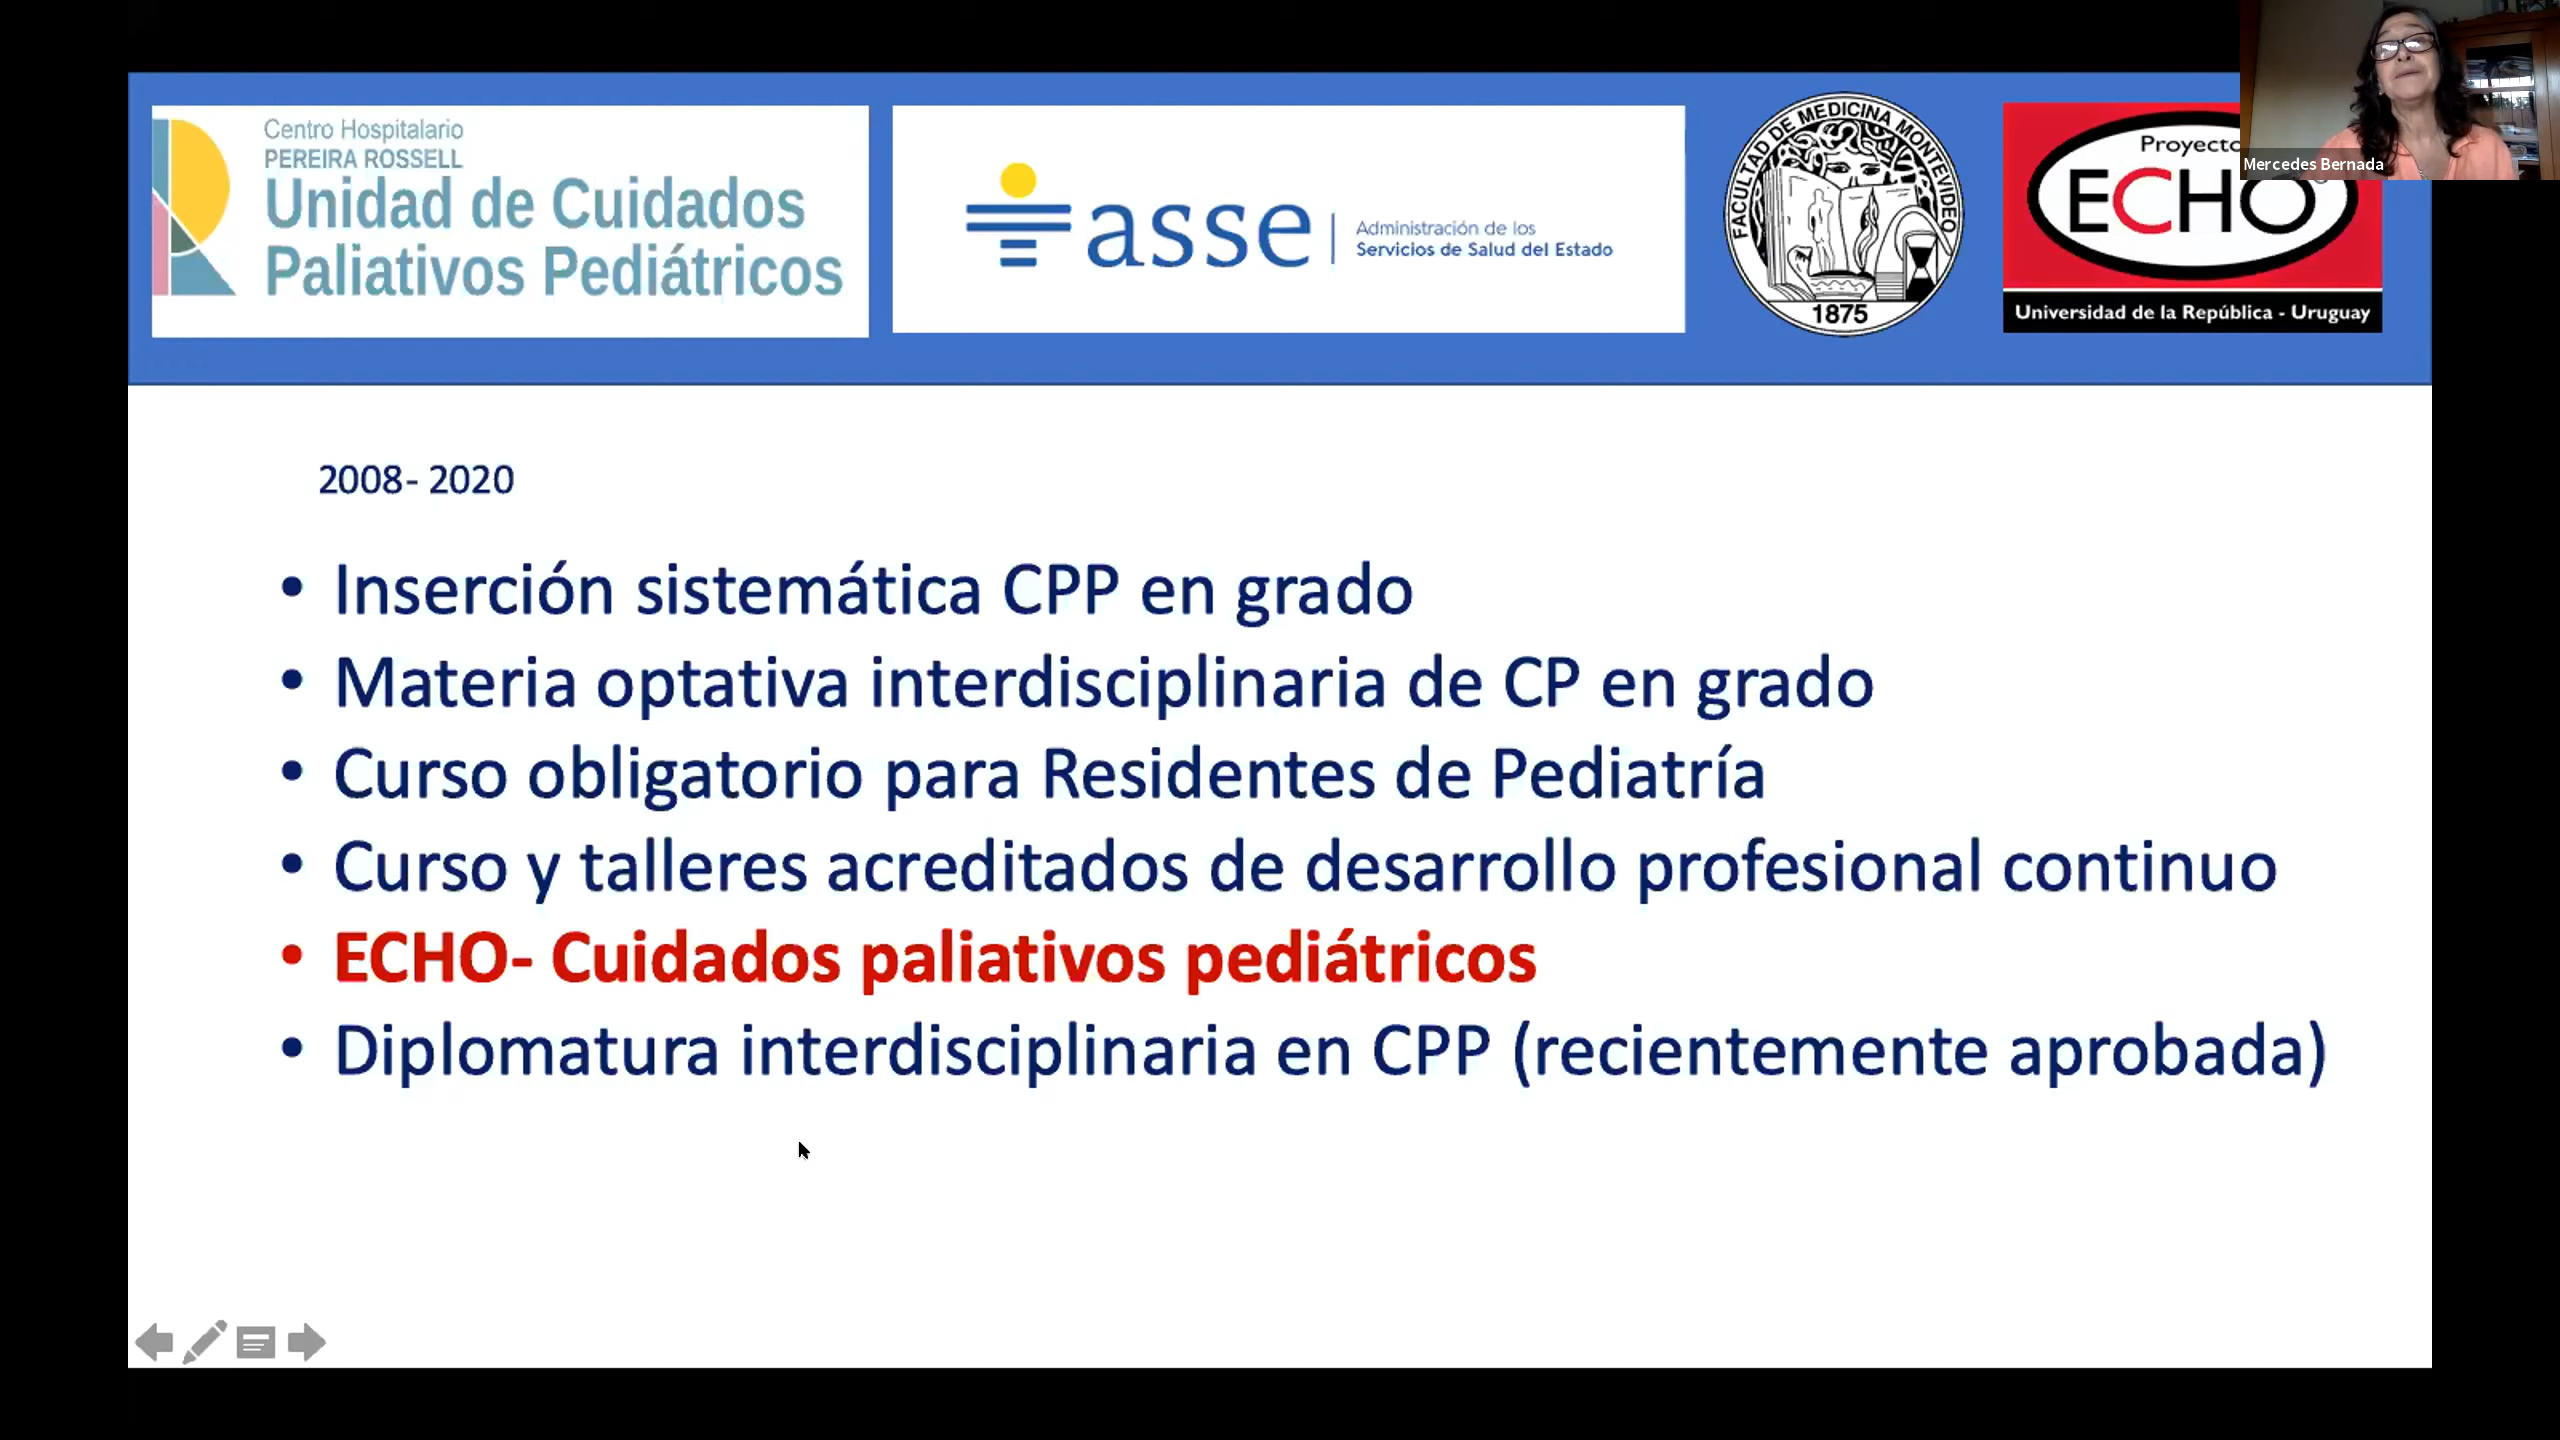 Centro Hospitalario
PEREIRA ROSSELL
Unidad de Cuidados
Paliativos Pediátricos
asse
Administración de los
Servicios de Salud del Estado
FACULTAD DE MEDICINA MONTEVIDEO
1875
Proyecto
ECHO
Universidad de la República - Uruguay
Mercedes Bernada
2008- 2020
• Inserción sistemática CPP en grado
• Materia optativa interdisciplinaria de CP en grado
• Curso obligatorio para Residentes de Pediatría
• Curso y talleres acreditados de desarrollo profesional continuo
• ECHO- Cuidados paliativos pediátricos
• Diplomatura interdisciplinaria en CPP (recientemente aprobada)